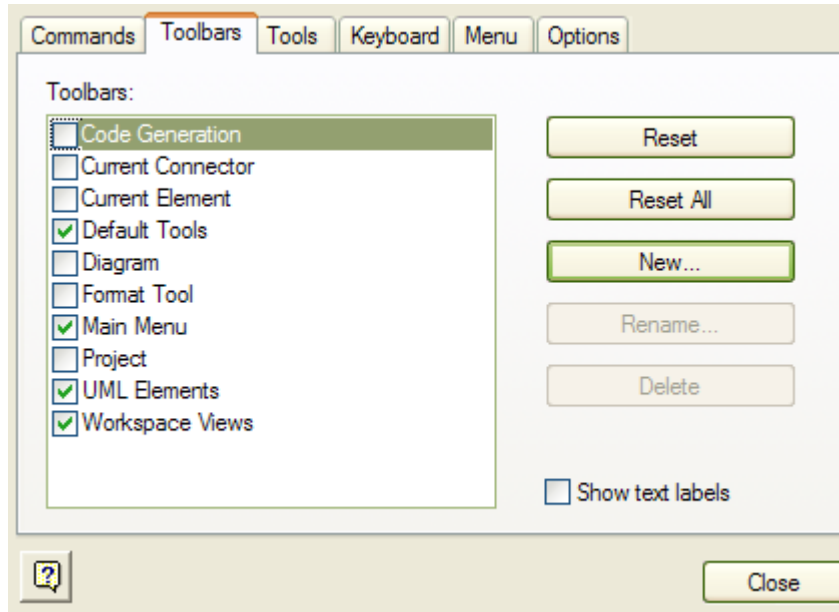 Commands Toolbars Tools Keyboard Menu Options
Toolbars:
Code Generation
Current Connector
Current Element
Default Tools
Diagram
Format Tool
Main Menu
Project
UML Elements
Workspace Views
Reset
Reset All
New...
Rename...
Delete
Show text labels
?
Close